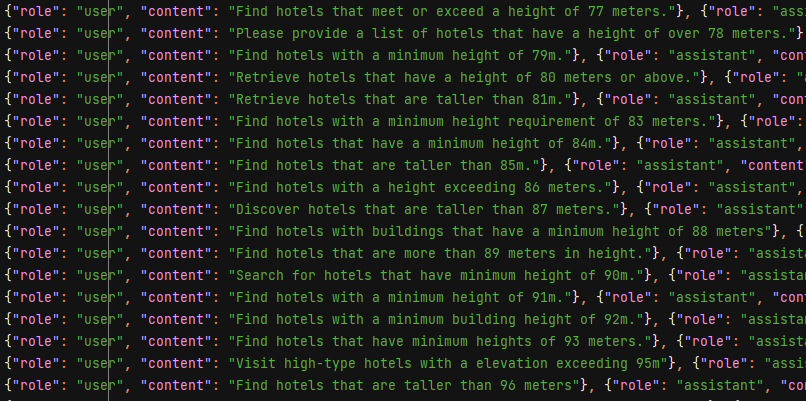 {"role": "user", "content": "Find hotels that meet or exceed a height of 77 meters."}, {"role": "ass
{"role": "user", "content": "Please provide a list of hotels that have a height of over 78 meters."}
{"role": "user", "content": "Find hotels with a minimum height of 79m."}, {"role": "assistant", "cont
{"role": "user", "content": "Retrieve hotels that have a height of 80 meters or above."}, {"role": "a
{"role": "user", "content": "Retrieve hotels that are taller than 81m."}, {"role": "assistant", "cont
{"role": "user", "content": "Find hotels with a minimum height requirement of 83 meters."}, {"role":
{"role": "user", "content": "Find hotels that have a minimum height of 84m."}, {"role": "assistant",
{"role": "user", "content": "Find hotels that are taller than 85m."}, {"role": "assistant", "content
{"role": "user", "content": "Find hotels with a height exceeding 86 meters."}, {"role": "assistant",
{"role": "user", "content": "Discover hotels that are taller than 87 meters."}, {"role": "assistant"
{"role": "user", "content": "Find hotels with buildings that have a minimum height of 88 meters"}, {
{"role": "user", "content": "Find hotels that are more than 89 meters in height."}, {"role": "assista
{"role": "user", "content": "Search for hotels that have minimum height of 90m."}, {"role": "assistan
{"role": "user", "content": "Find hotels with a minimum height of 91m."}, {"role": "assistant", "cont
{"role": "user", "content": "Find hotels with a minimum building height of 92m."}, {"role": "assistan
{"role": "user", "content": "Find hotels that have minimum heights of 93 meters."}, {"role": "assista
{"role": "user", "content": "Visit high-type hotels with a elevation exceeding 95m"}, {"role": "assis
{"role": "user", "content": "Find hotels that are taller than 96 meters"}, {"role": "assistant", "con